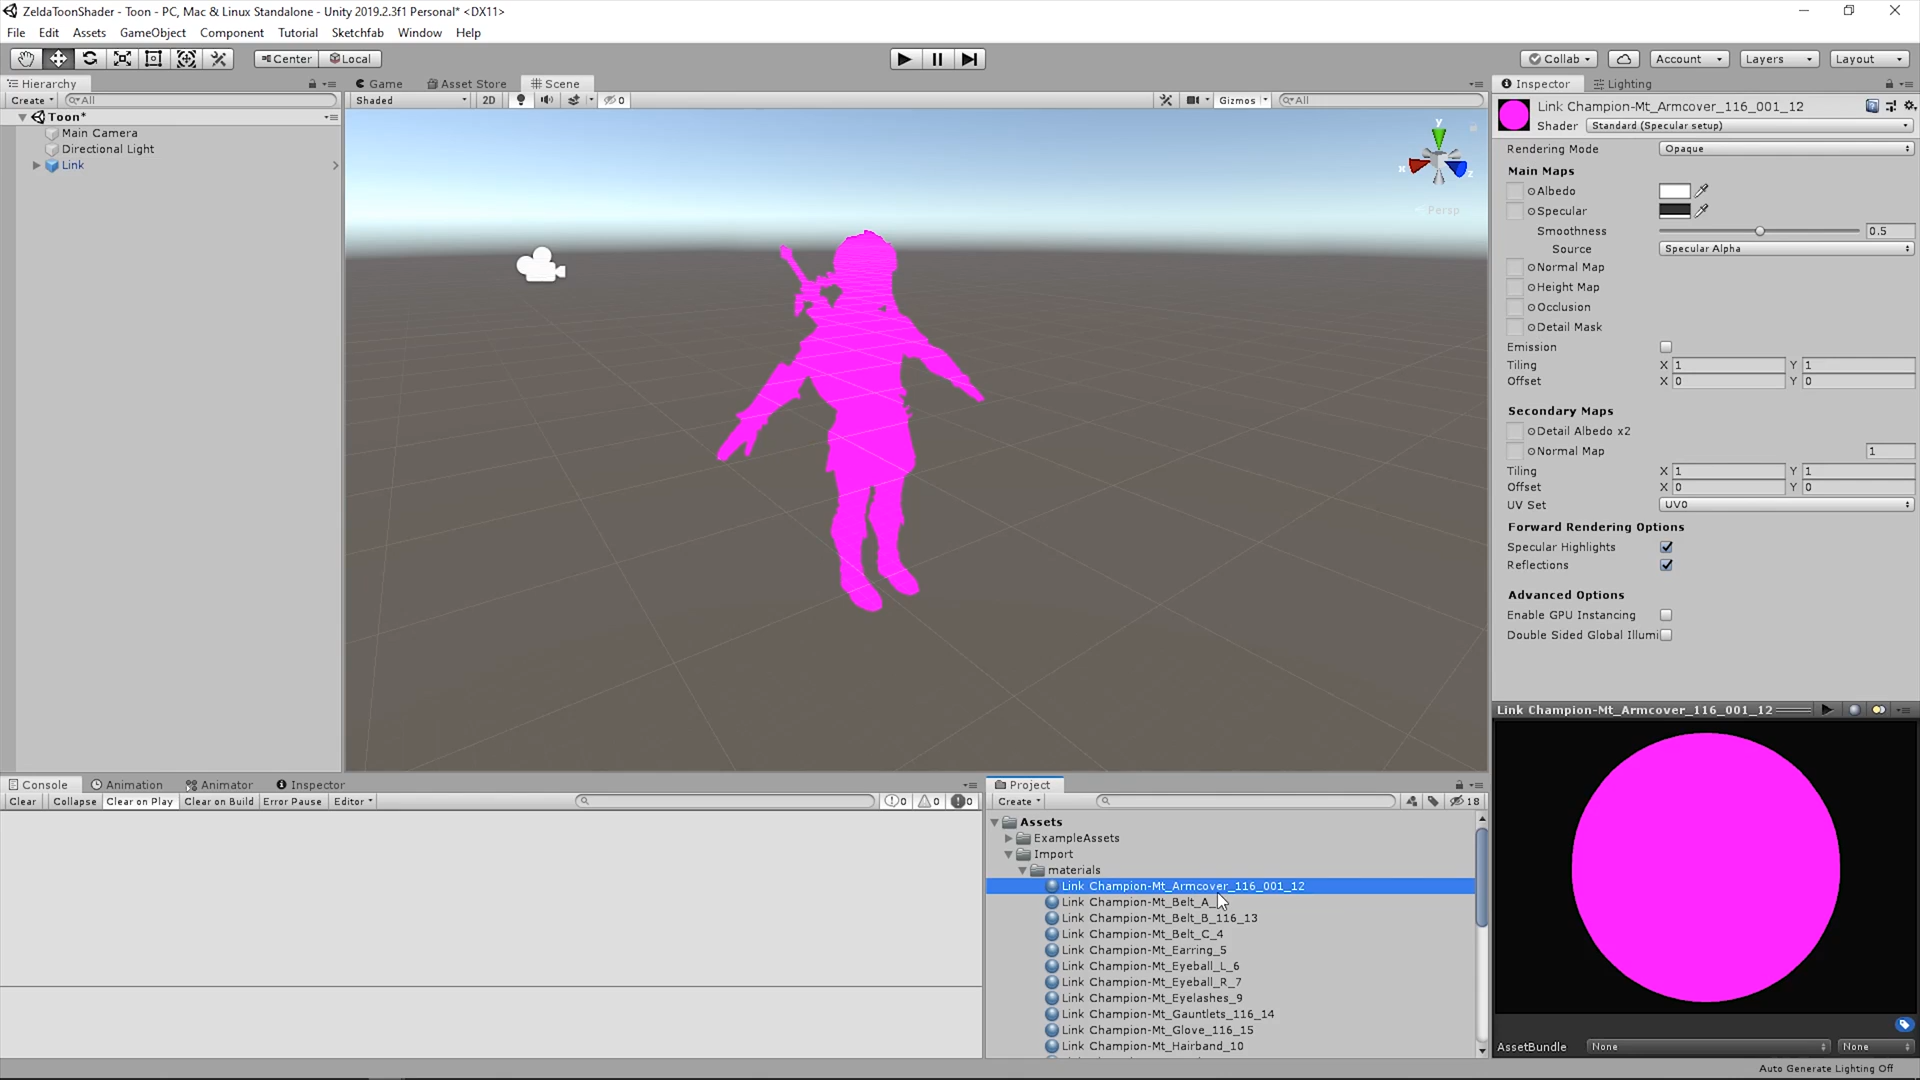 ZeldaToonShader - Toon - PC, Mac & Linux Standalone - Unity 2019.2.3f1 Personal* <DX11>
File Edit Assets GameObject Component Tutorial Sketchfab Window Help
Center Local Collab Account Layers Layout
Hierarchy
Create All
Toon*
Main Camera
Directional Light
Link
Game Asset Store Scene
Shaded 2D 0 Gizmos All
y
x
z
Persp
Inspector Lighting
Link Champion-Mt_Armcover_116_001_12
Shader Standard (Specular setup)
Rendering Mode Opaque
Main Maps
Albedo
Specular
Smoothness 0.5
Source Specular Alpha
Normal Map
Height Map
Occlusion
Detail Mask
Emission
Tiling X 1 Y 1
Offset X 0 Y 0
Secondary Maps
Detail Albedo x2
Normal Map 1
Tiling X 1 Y 1
Offset X 0 Y 0
UV Set UV0
Forward Rendering Options
Specular Highlights
Reflections
Advanced Options
Enable GPU Instancing
Double Sided Global Illumi
Link Champion-Mt_Armcover_116_001_12
AssetBundle None None
Console Animation Animator Inspector
Clear Collapse Clear on Play Clear on Build Error Pause Editor 0 0 0
Project
Create 18
Assets
ExampleAssets
Import
materials
Link Champion-Mt_Armcover_116_001_12
Link Champion-Mt_Belt_A_
Link Champion-Mt_Belt_B_116_13
Link Champion-Mt_Belt_C_4
Link Champion-Mt_Earring_5
Link Champion-Mt_Eyeball_L_6
Link Champion-Mt_Eyeball_R_7
Link Champion-Mt_Eyelashes_9
Link Champion-Mt_Gauntlets_116_14
Link Champion-Mt_Glove_116_15
Link Champion-Mt_Hairband_10
Auto Generate Lighting Off